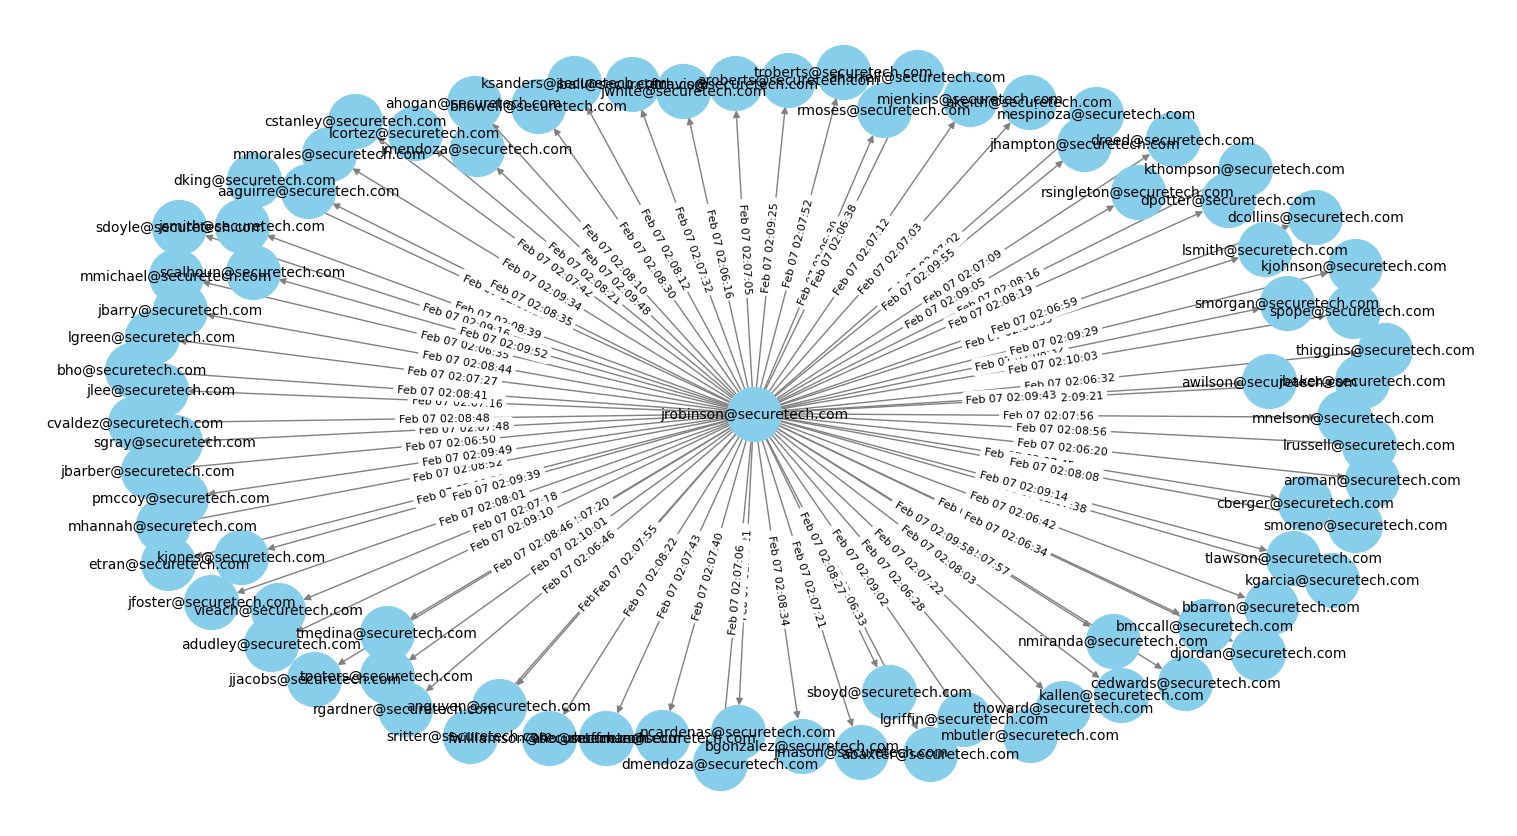 troberts@securetech.com
ksanders@securetech.com
jwhite@securetech.com
ahogan@securetech.com
bhowell@securetech.com
mjenkins@securetech.com
rmoses@securetech.com
mespinoza@securetech.com
cstanley@securetech.com
lcortez@securetech.com
dreed@securetech.com
jhampton@securetech.com
mmorales@securetech.com
jmendoza@securetech.com
kthompson@securetech.com
dking@securetech.com
aaguirre@securetech.com
rsingleton@securetech.com
dpotter@securetech.com
dcollins@securetech.com
lsmith@securetech.com
kjohnson@securetech.com
mmichael@securetech.com
scalhoun@securetech.com
smorgan@securetech.com
spope@securetech.com
jbarry@securetech.com
lgreen@securetech.com
thiggins@securetech.com
bho@securetech.com
jlee@securetech.com
cvaldez@securetech.com
jrobinson@securetech.com
mnelson@securetech.com
sgray@securetech.com
lrussell@securetech.com
jbarber@securetech.com
aroman@securetech.com
pmccoy@securetech.com
cberger@securetech.com
mhannah@securetech.com
smoreno@securetech.com
kjones@securetech.com
etran@securetech.com
tlawson@securetech.com
kgarcia@securetech.com
jfoster@securetech.com
bbarron@securetech.com
bmccall@securetech.com
tmedina@securetech.com
adudley@securetech.com
nmiranda@securetech.com
djordan@securetech.com
jjacobs@securetech.com
tpeters@securetech.com
cedwards@securetech.com
sboyd@securetech.com
kallen@securetech.com
rgardner@securetech.com
anguyen@securetech.com
thoward@securetech.com
lgriffin@securetech.com
sritter@securetech.com
ncardenas@securetech.com
mbutler@securetech.com
bgonzalez@securetech.com
jmason@securetech.com
abaxter@securetech.com
dmendoza@securetech.com
Feb 07 02:09:25
Feb 07 02:07:52
Feb 07 02:06:38
Feb 07 02:07:12
Feb 07 02:07:03
Feb 07 02:09:55
Feb 07 02:07:09
Feb 07 02:09:05
Feb 07 02:08:16
Feb 07 02:08:19
Feb 07 02:06:59
Feb 07 02:09:29
Feb 07 02:10:03
Feb 07 02:06:32
Feb 07 02:09:43
Feb 07 02:07:56
Feb 07 02:08:56
Feb 07 02:06:20
Feb 07 02:08:08
Feb 07 02:09:14
Feb 07 02:06:42
Feb 07 02:06:34
Feb 07 02:09:58
Feb 07 02:08:03
Feb 07 02:07:22
Feb 07 02:06:28
Feb 07 02:09:02
Feb 07 02:08:27
Feb 07 02:07:21
Feb 07 02:08:34
Feb 07 02:07:06
Feb 07 02:07:40
Feb 07 02:07:43
Feb 07 02:08:22
Feb 07 02:07:55
Feb 07 02:06:46
Feb 07 02:10:01
Feb 07 02:08:46
Feb 07 02:09:10
Feb 07 02:07:18
Feb 07 02:08:01
Feb 07 02:09:39
Feb 07 02:08:52
Feb 07 02:09:49
Feb 07 02:06:50
Feb 07 02:08:48
Feb 07 02:08:41
Feb 07 02:07:27
Feb 07 02:08:44
Feb 07 02:09:52
Feb 07 02:08:39
Feb 07 02:08:35
Feb 07 02:09:34
Feb 07 02:07:42
Feb 07 02:08:21
Feb 07 02:09:48
Feb 07 02:08:10
Feb 07 02:08:30
Feb 07 02:08:12
Feb 07 02:07:32
Feb 07 02:06:16
Feb 07 02:07:05